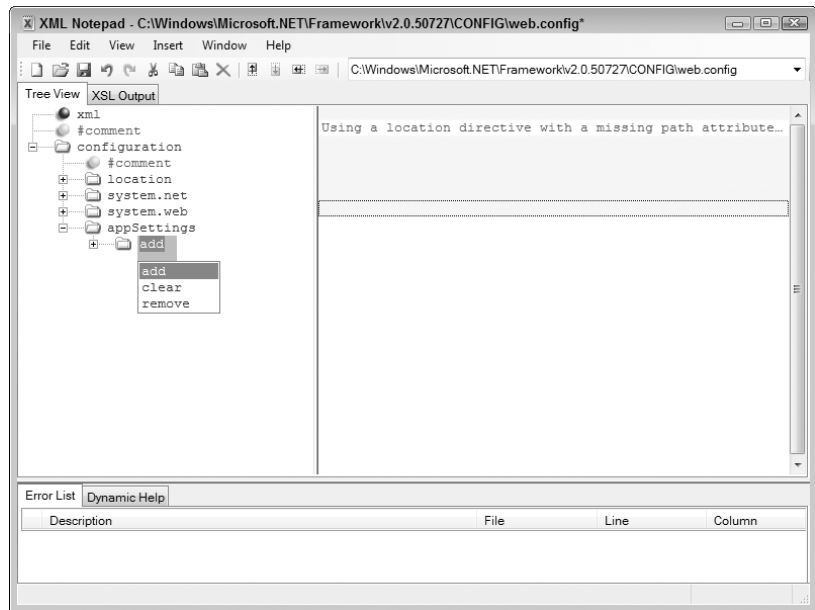 XML Notepad - C:\Windows\Microsoft.NET\Framework\v2.0.50727\CONFIG\web.config*
File Edit View Insert Window Help
C:\Windows\Microsoft.NET\Framework\v2.0.50727\CONFIG\web.config
Tree View XSL Output
xml
#comment Using a location directive with a missing path attribute…
configuration
#comment
location
system.net
system.web
appSettings
add
add
clear
remove
Error List Dynamic Help
Description File Line Column